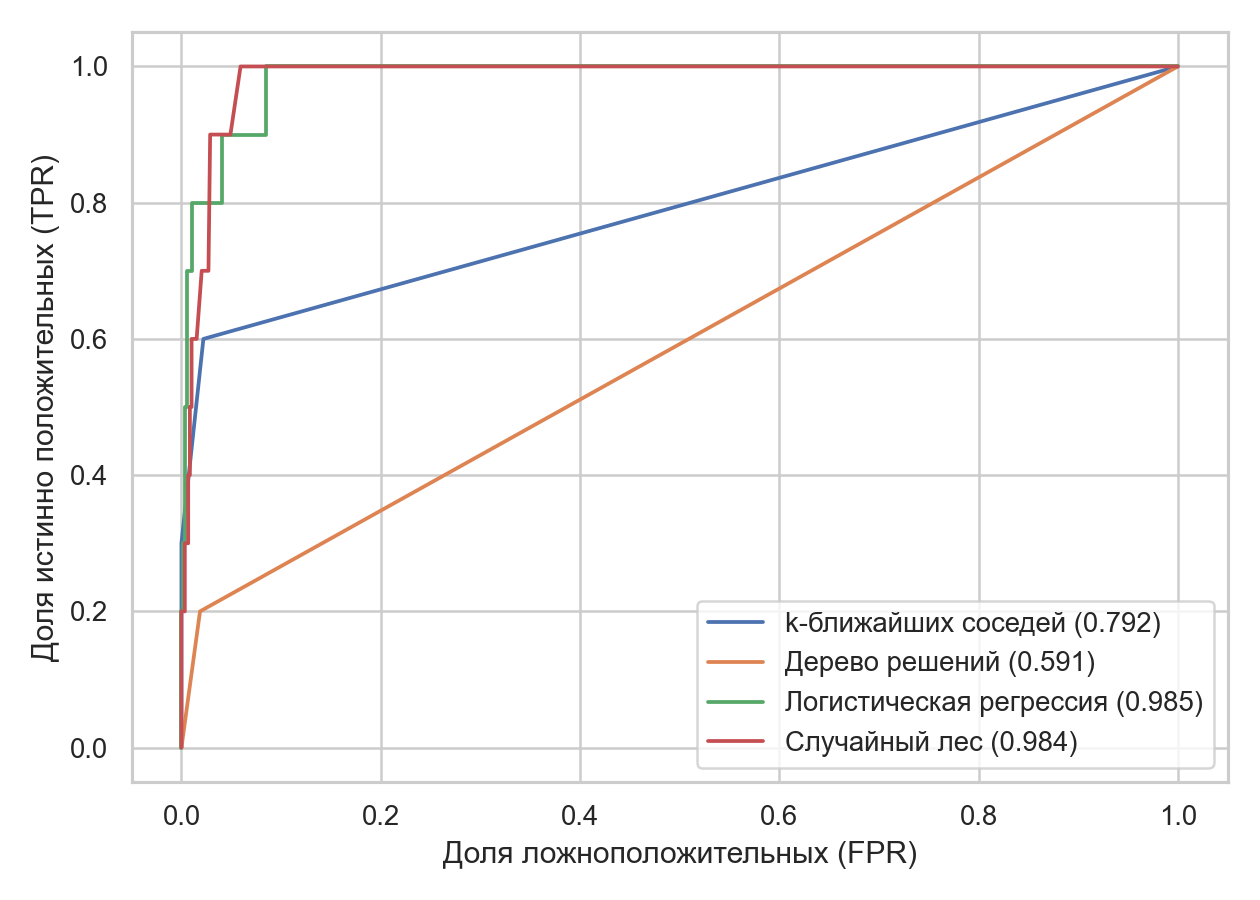 1.0
0.8
0.6
0.4
0.2
0.0
Доля истинно положительных (TPR)
k-ближайших соседей (0.792)
Дерево решений (0.591)
Логистическая регрессия (0.985)
Случайный лес (0.984)
0.0 0.2 0.4 0.6 0.8 1.0
Доля ложноположительных (FPR)